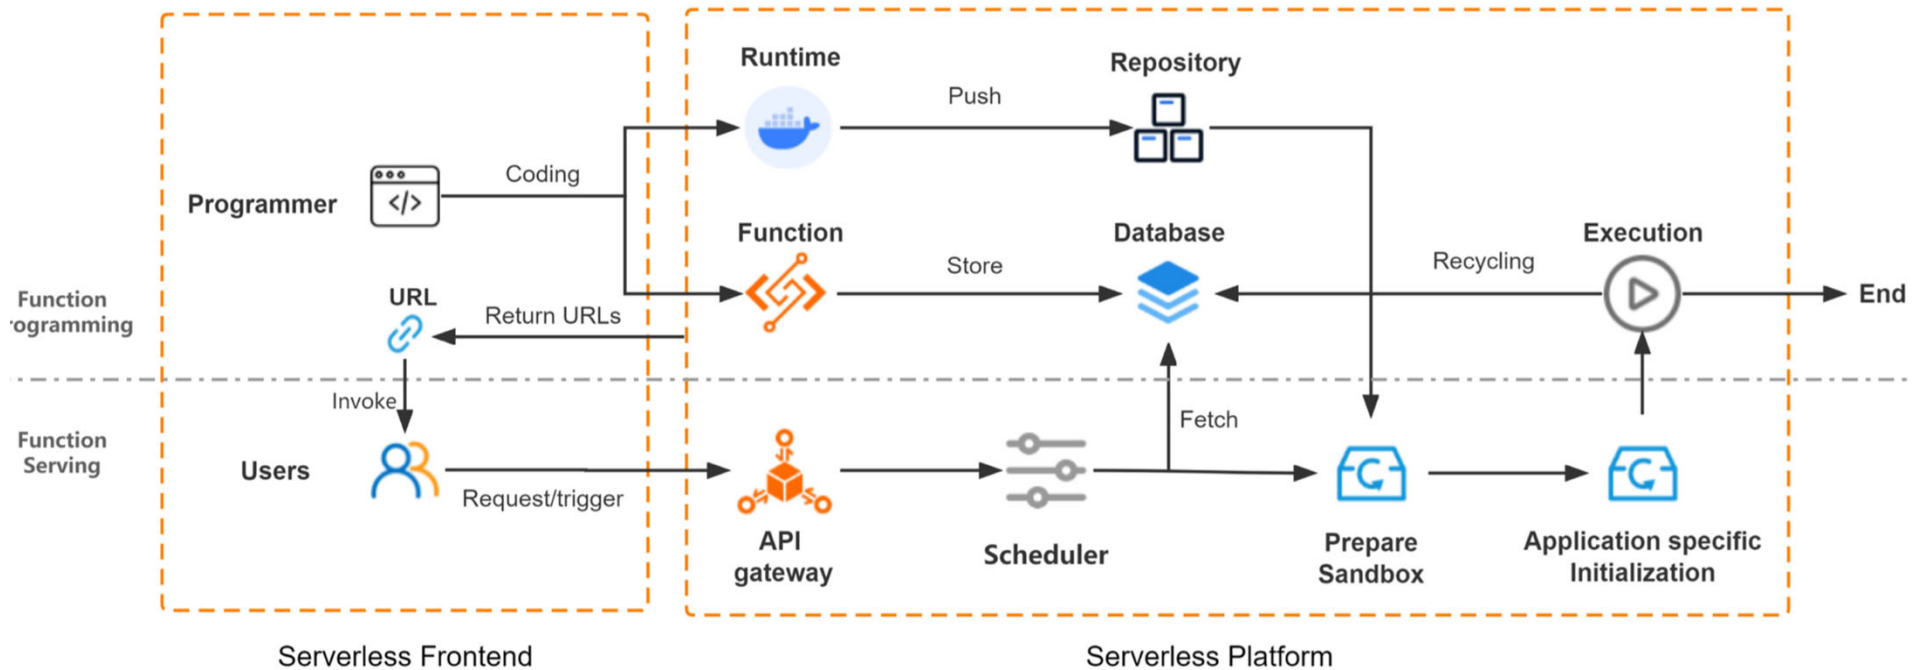 Runtime
Repository
Push
Coding
Programmer
</>
Function
Database
Execution
Store
Recycling
End
URL
Return URLs
Function
rogramming
Invoke
Fetch
Function
Serving
Users
Request/trigger
API
gateway
Scheduler
Prepare
Sandbox
Application specific
Initialization
Serverless Frontend
Serverless Platform